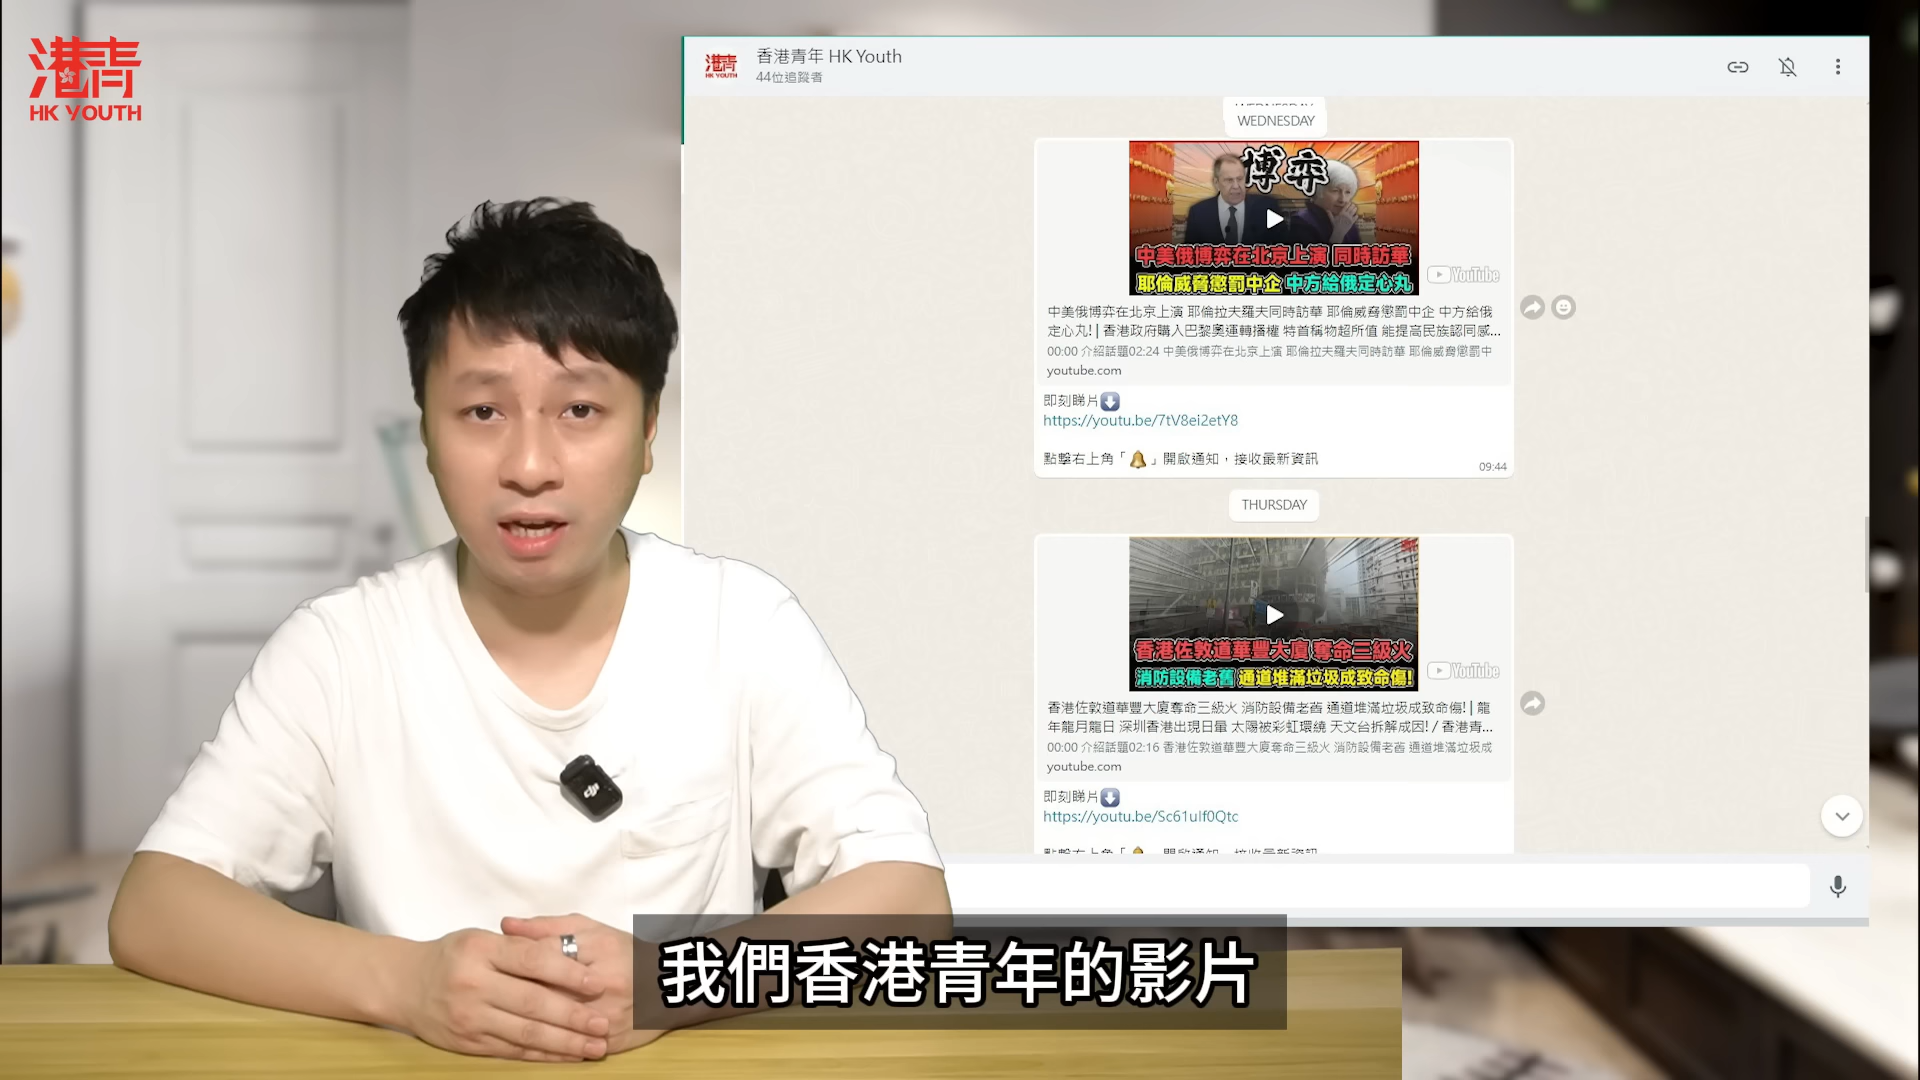 港青
HK YOUTH
港青
HK YOUTH
香港青年 HK Youth
44位追蹤者
WEDNESDAY
博弈
中美俄博弈在北京上演 同時訪華
耶倫威脅懲罰中企 中方給俄定心丸
YouTube
中美俄博弈在北京上演 耶倫拉夫羅夫同時訪華 耶倫威脅懲罰中企 中方給俄
定心丸! | 香港政府購入巴黎奧運轉播權 特首稱物超所值 能提高民族認同感...
00:00 介紹話題02:24 中美俄博弈在北京上演 耶倫拉夫羅夫同時訪華 耶倫威脅懲罰中
youtube.com
即刻睇片
https://youtu.be/7tV8ei2etY8
點擊右上角「🔔」開啟通知，接收最新資訊
09:44
THURSDAY
香港佐敦道華豐大廈 奪命三級火
消防設備老舊 通道堆滿垃圾成致命傷!
YouTube
香港佐敦道華豐大廈奪命三級火 消防設備老舊 通道堆滿垃圾成致命傷! | 龍
年龍月龍日 深圳香港出現日暈 太陽被彩虹環繞 天文台拆解成因! / 香港青...
00:00 介紹話題02:16 香港佐敦道華豐大廈奪命三級火 消防設備老舊 通道堆滿垃圾成
youtube.com
即刻睇片
https://youtu.be/Sc61uIf0Qtc
dji
我們香港青年的影片